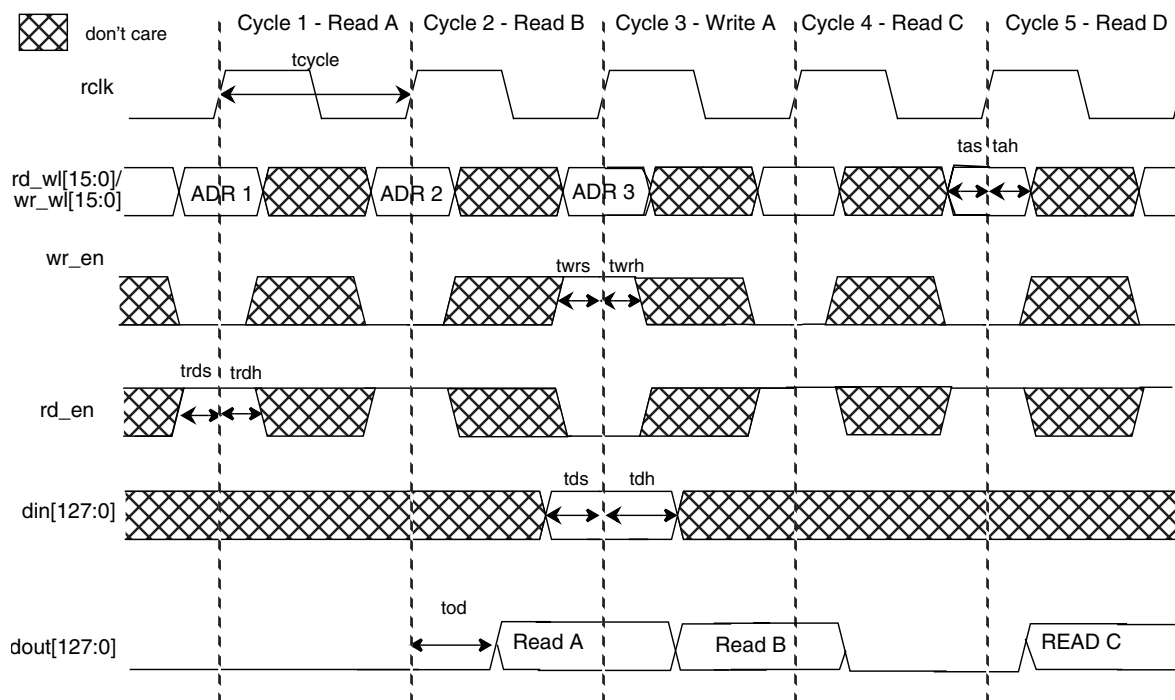 Cycle 1 - Read A
Cycle 2 - Read B
Cycle 3 - Write A
Cycle 4 - Read C
Cycle 5 - Read D
don't care
tcycle
rclk
tas
tah
rd_wl[15:0]/
wr_wl[15:0]
ADR 1
ADR 2
ADR 3
wr_en
twrs
twrh
trds
trdh
rd_en
tds
tdh
din[127:0]
tod
dout[127:0]
Read A
Read B
READ C